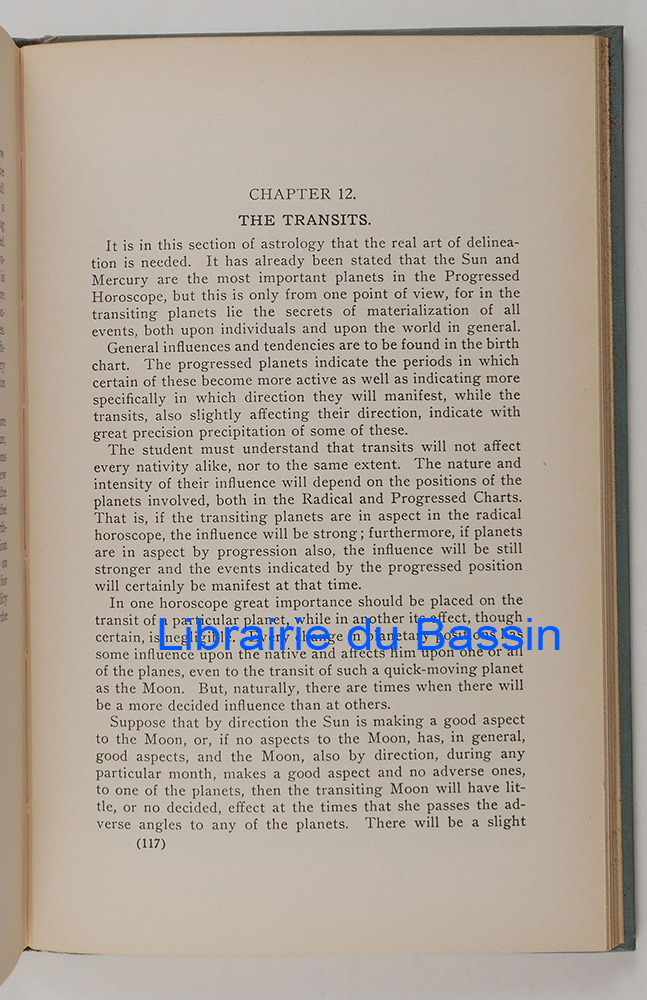 CHAPTER 12.
THE TRANSITS.
It is in this section of astrology that the real art of delinea-
tion is needed. It has already been stated that the Sun and
Mercury are the most important planets in the Progressed
Horoscope, but this is only from one point of view, for in the
transiting planets lie the secrets of materialization of all
events, both upon individuals and upon the world in general.
General influences and tendencies are to be found in the birth
chart. The progressed planets indicate the periods in which
certain of these become more active as well as indicating more
specifically in which direction they will manifest, while the
transits, also slightly affecting their direction, indicate with
great precision precipitation of some of these.
The student must understand that transits will not affect
every nativity alike, nor to the same extent. The nature and
intensity of their influence will depend on the positions of the
planets involved, both in the Radical and Progressed Charts.
That is, if the transiting planets are in aspect in the radical
horoscope, the influence will be strong; furthermore, if planets
are in aspect by progression also, the influence will be still
stronger and the events indicated by the progressed position
will certainly be manifest at that time.
In one horoscope great importance should be placed on the
transit of a particular planet, while in another its effect, though
certain, is negligible. Every change in planetary positions has
some influence upon the native and affects him upon one or all
of the planes, even to the transit of such a quick-moving planet
as the Moon. But, naturally, there are times when there will
be a more decided influence than at others.
Suppose that by direction the Sun is making a good aspect
to the Moon, or, if no aspects to the Moon, has, in general,
good aspects, and the Moon, also by direction, during any
particular month, makes a good aspect and no adverse ones,
to one of the planets, then the transiting Moon will have lit-
tle, or no decided, effect at the times that she passes the ad-
verse angles to any of the planets. There will be a slight
(117)
Librairie du Bassin